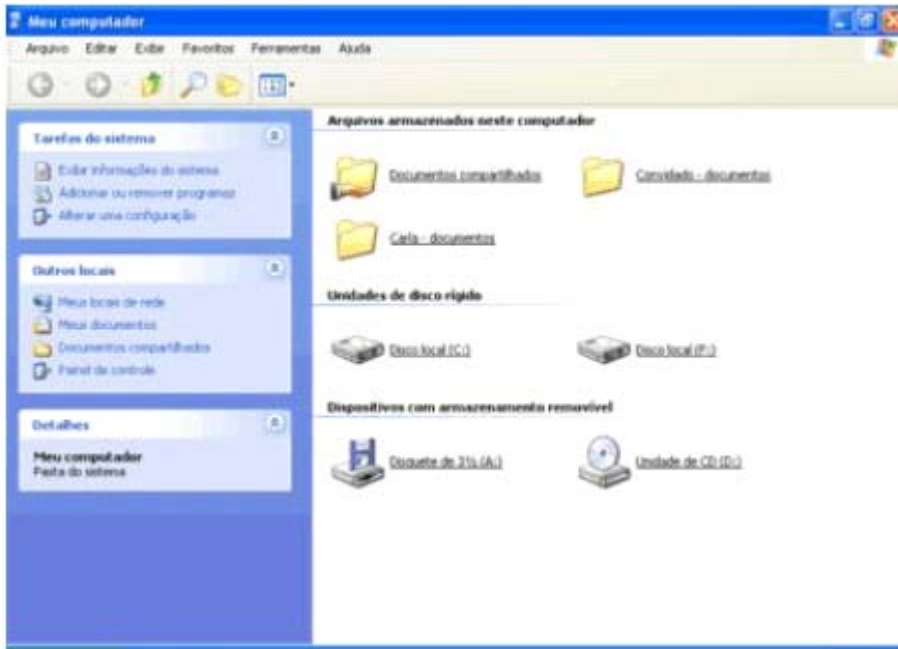 Meu computador
Arquivo Editar Exibir Favoritos Ferramentas Ajuda
Tarefas do sistema
Exibir informações do sistema
Adicionar ou remover programas
Alterar uma configuração
Outros locais
Meus locais de rede
Meus documentos
Documentos compartilhados
Painel de controle
Detalhes
Meu computador
Pasta do sistema
Arquivos armazenados neste computador
Documentos compartilhados
Convidado - documentos
Carla - documentos
Unidades de disco rígido
Disco local (C:)
Disco local (F:)
Dispositivos com armazenamento removível
Disquete de 3½ (A:)
Unidade de CD (D:)